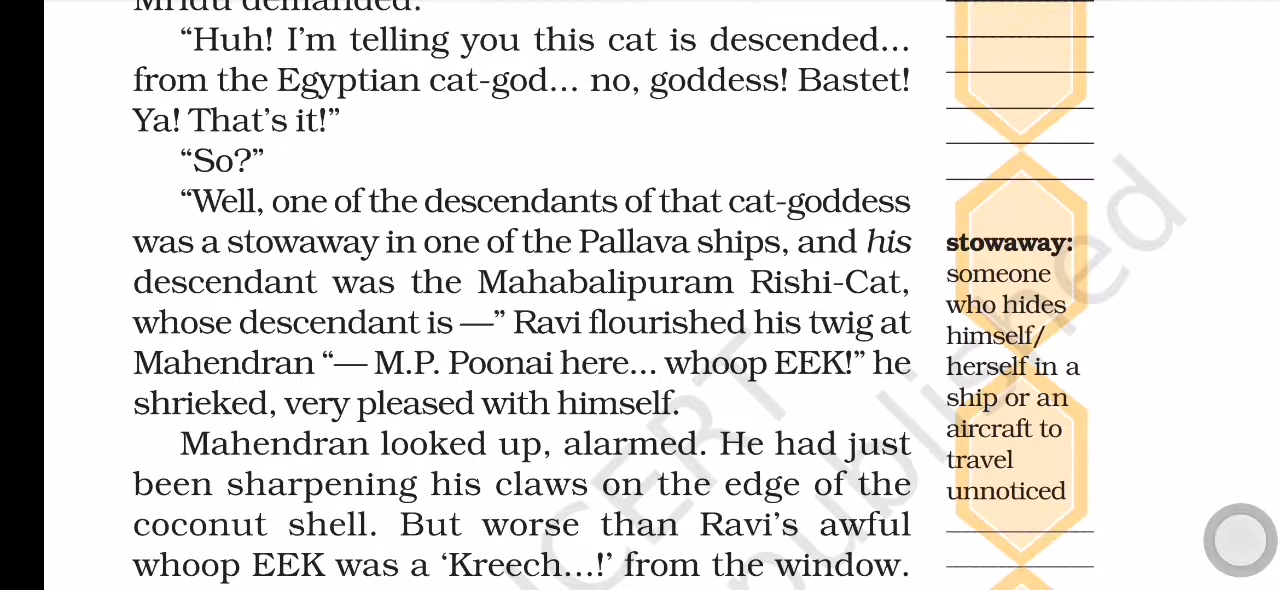 Mridu demanded.
“Huh! I’m telling you this cat is descended...
from the Egyptian cat-god... no, goddess! Bastet!
Ya! That’s it!”
“So?”
“Well, one of the descendants of that cat-goddess
was a stowaway in one of the Pallava ships, and his
descendant was the Mahabalipuram Rishi-Cat,
whose descendant is —” Ravi flourished his twig at
Mahendran “— M.P. Poonai here... whoop EEK!” he
shrieked, very pleased with himself.
Mahendran looked up, alarmed. He had just
been sharpening his claws on the edge of the
coconut shell. But worse than Ravi’s awful
whoop EEK was a ‘Kreech...!’ from the window.
stowaway:
someone
who hides
himself/
herself in a
ship or an
aircraft to
travel
unnoticed
NCERT
published